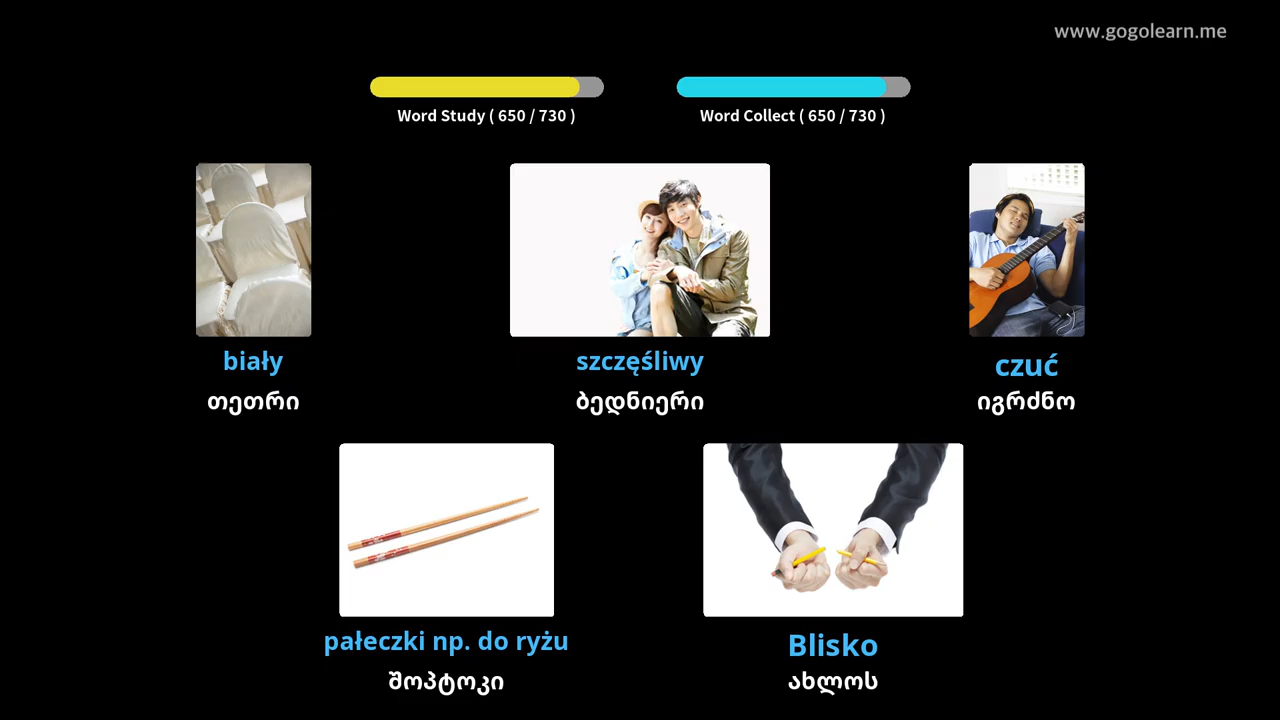 www.gogolearn.me
Word Study ( 650 / 730 )
Word Collect ( 650 / 730 )
biały
თეთრი
szczęśliwy
ბედნიერი
czuć
იგრძნო
pałeczki np. do ryżu
შოპტოკი
Blisko
ახლოს